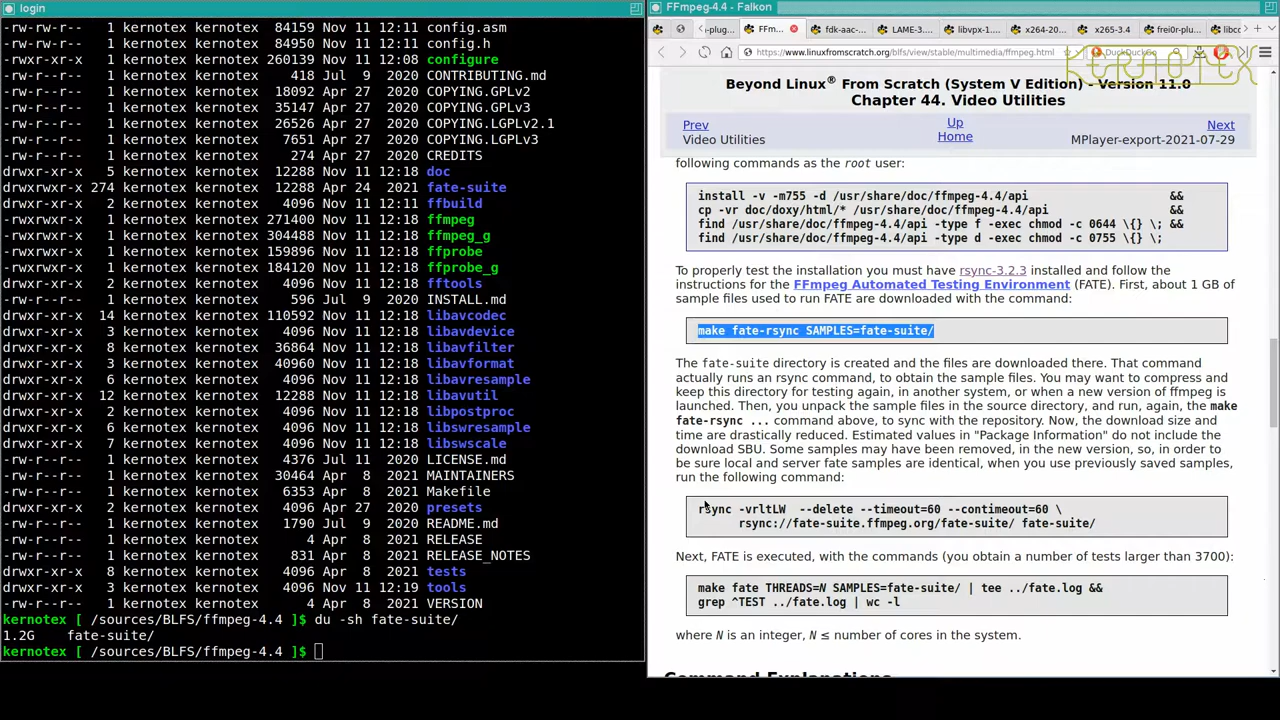 login
-rw-rw-r-- 1 kernotex kernotex 84159 Nov 11 12:11 config.asm
-rw-rw-r-- 1 kernotex kernotex 84950 Nov 11 12:11 config.h
-rwxr-xr-x 1 kernotex kernotex 260139 Nov 11 12:08 configure
-rw-r--r-- 1 kernotex kernotex 418 Jul 9 2020 CONTRIBUTING.md
-rw-r--r-- 1 kernotex kernotex 18092 Apr 27 2020 COPYING.GPLv2
-rw-r--r-- 1 kernotex kernotex 35147 Apr 27 2020 COPYING.GPLv3
-rw-r--r-- 1 kernotex kernotex 26526 Apr 27 2020 COPYING.LGPLv2.1
-rw-r--r-- 1 kernotex kernotex 7651 Apr 27 2020 COPYING.LGPLv3
-rw-r--r-- 1 kernotex kernotex 274 Apr 27 2020 CREDITS
drwxr-xr-x 5 kernotex kernotex 12288 Nov 11 12:18 doc
drwxrwxr-x 274 kernotex kernotex 12288 Apr 24 2021 fate-suite
drwxr-xr-x 2 kernotex kernotex 4096 Nov 11 12:11 ffbuild
-rwxrwxr-x 1 kernotex kernotex 271400 Nov 11 12:18 ffmpeg
-rwxrwxr-x 1 kernotex kernotex 304488 Nov 11 12:18 ffmpeg_g
-rwxrwxr-x 1 kernotex kernotex 159896 Nov 11 12:18 ffprobe
-rwxrwxr-x 1 kernotex kernotex 184120 Nov 11 12:18 ffprobe_g
drwxr-xr-x 2 kernotex kernotex 4096 Nov 11 12:18 fftools
-rw-r--r-- 1 kernotex kernotex 596 Jul 9 2020 INSTALL.md
drwxr-xr-x 14 kernotex kernotex 110592 Nov 11 12:18 libavcodec
drwxr-xr-x 3 kernotex kernotex 4096 Nov 11 12:18 libavdevice
drwxr-xr-x 8 kernotex kernotex 36864 Nov 11 12:18 libavfilter
drwxr-xr-x 3 kernotex kernotex 40960 Nov 11 12:18 libavformat
drwxr-xr-x 6 kernotex kernotex 4096 Nov 11 12:18 libavresample
drwxr-xr-x 12 kernotex kernotex 12288 Nov 11 12:18 libavutil
drwxr-xr-x 2 kernotex kernotex 4096 Nov 11 12:18 libpostproc
drwxr-xr-x 6 kernotex kernotex 4096 Nov 11 12:18 libswresample
drwxr-xr-x 7 kernotex kernotex 4096 Nov 11 12:18 libswscale
-rw-r--r-- 1 kernotex kernotex 4376 Jul 11 2020 LICENSE.md
-rw-r--r-- 1 kernotex kernotex 30464 Apr 8 2021 MAINTAINERS
-rw-r--r-- 1 kernotex kernotex 6353 Apr 8 2021 Makefile
drwxr-xr-x 2 kernotex kernotex 4096 Apr 27 2020 presets
-rw-r--r-- 1 kernotex kernotex 1790 Jul 9 2020 README.md
-rw-r--r-- 1 kernotex kernotex 4 Apr 8 2021 RELEASE
-rw-r--r-- 1 kernotex kernotex 831 Apr 8 2021 RELEASE_NOTES
drwxr-xr-x 8 kernotex kernotex 4096 Apr 8 2021 tests
drwxr-xr-x 3 kernotex kernotex 4096 Nov 11 12:19 tools
-rw-r--r-- 1 kernotex kernotex 4 Apr 8 2021 VERSION
kernotex [ /sources/BLFS/ffmpeg-4.4 ]$ du -sh fate-suite/
1.2G fate-suite/
kernotex [ /sources/BLFS/ffmpeg-4.4 ]$
FFmpeg-4.4 - Falkon
-plug... FFm... fdk-aac-... LAME-3.... libvpx-1.... x264-20... x265-3.4 frei0r-plu...
https://www.linuxfromscratch.org/blfs/view/stable/multimedia/ffmpeg.html DuckDuckGo
KERNOTEX
Beyond Linux® From Scratch (System V Edition) - Version 11.0
Chapter 44. Video Utilities
Prev Up Next
Video Utilities Home MPlayer-export-2021-07-29
following commands as the root user:
install -v -m755 -d /usr/share/doc/ffmpeg-4.4/api &&
cp -vr doc/doxy/html/* /usr/share/doc/ffmpeg-4.4/api &&
find /usr/share/doc/ffmpeg-4.4/api -type f -exec chmod -c 0644 \{} \; &&
find /usr/share/doc/ffmpeg-4.4/api -type d -exec chmod -c 0755 \{} \;
To properly test the installation you must have rsync-3.2.3 installed and follow the
instructions for the FFmpeg Automated Testing Environment (FATE). First, about 1 GB of
sample files used to run FATE are downloaded with the command:
make fate-rsync SAMPLES=fate-suite/
The fate-suite directory is created and the files are downloaded there. That command
actually runs an rsync command, to obtain the sample files. You may want to compress and
keep this directory for testing again, in another system, or when a new version of ffmpeg is
launched. Then, you unpack the sample files in the source directory, and run, again, the make
fate-rsync ... command above, to sync with the repository. Now, the download size and
time are drastically reduced. Estimated values in "Package Information" do not include the
download SBU. Some samples may have been removed, in the new version, so, in order to
be sure local and server fate samples are identical, when you use previously saved samples,
run the following command:
rsync -vrltLW --delete --timeout=60 --contimeout=60 \
rsync://fate-suite.ffmpeg.org/fate-suite/ fate-suite/
Next, FATE is executed, with the commands (you obtain a number of tests larger than 3700):
make fate THREADS=N SAMPLES=fate-suite/ | tee ../fate.log &&
grep ^TEST ../fate.log | wc -l
where N is an integer, N ≤ number of cores in the system.